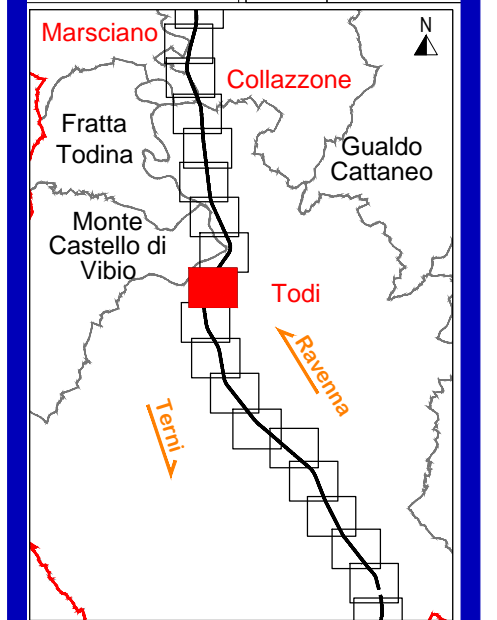 N
Marsciano
Collazzone
Fratta
Todina
Gualdo
Cattaneo
Monte
Castello di
Vibio
Todi
Ravenna
Terni